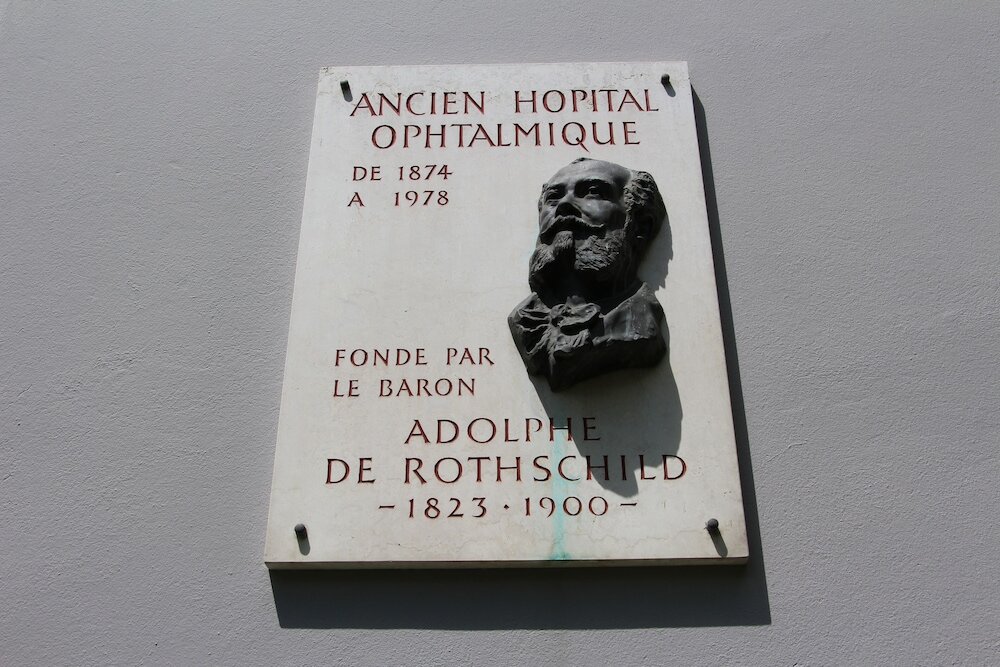 ANCIEN HOPITAL
OPHTALMIQUE
DE 1874
A 1978
FONDE PAR
LE BARON
ADOLPHE
DE ROTHSCHILD
– 1823 · 1900 –